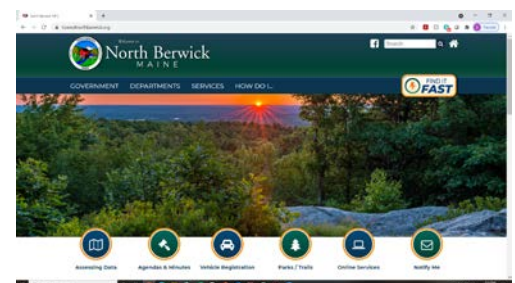 Welcome to
North Berwick
MAINE
Search
GOVERNMENT DEPARTMENTS SERVICES HOW DO I...
FIND IT
FAST
Assessing Data
Agendas & Minutes
Vehicle Registration
Parks / Trails
Online Services
Notify Me